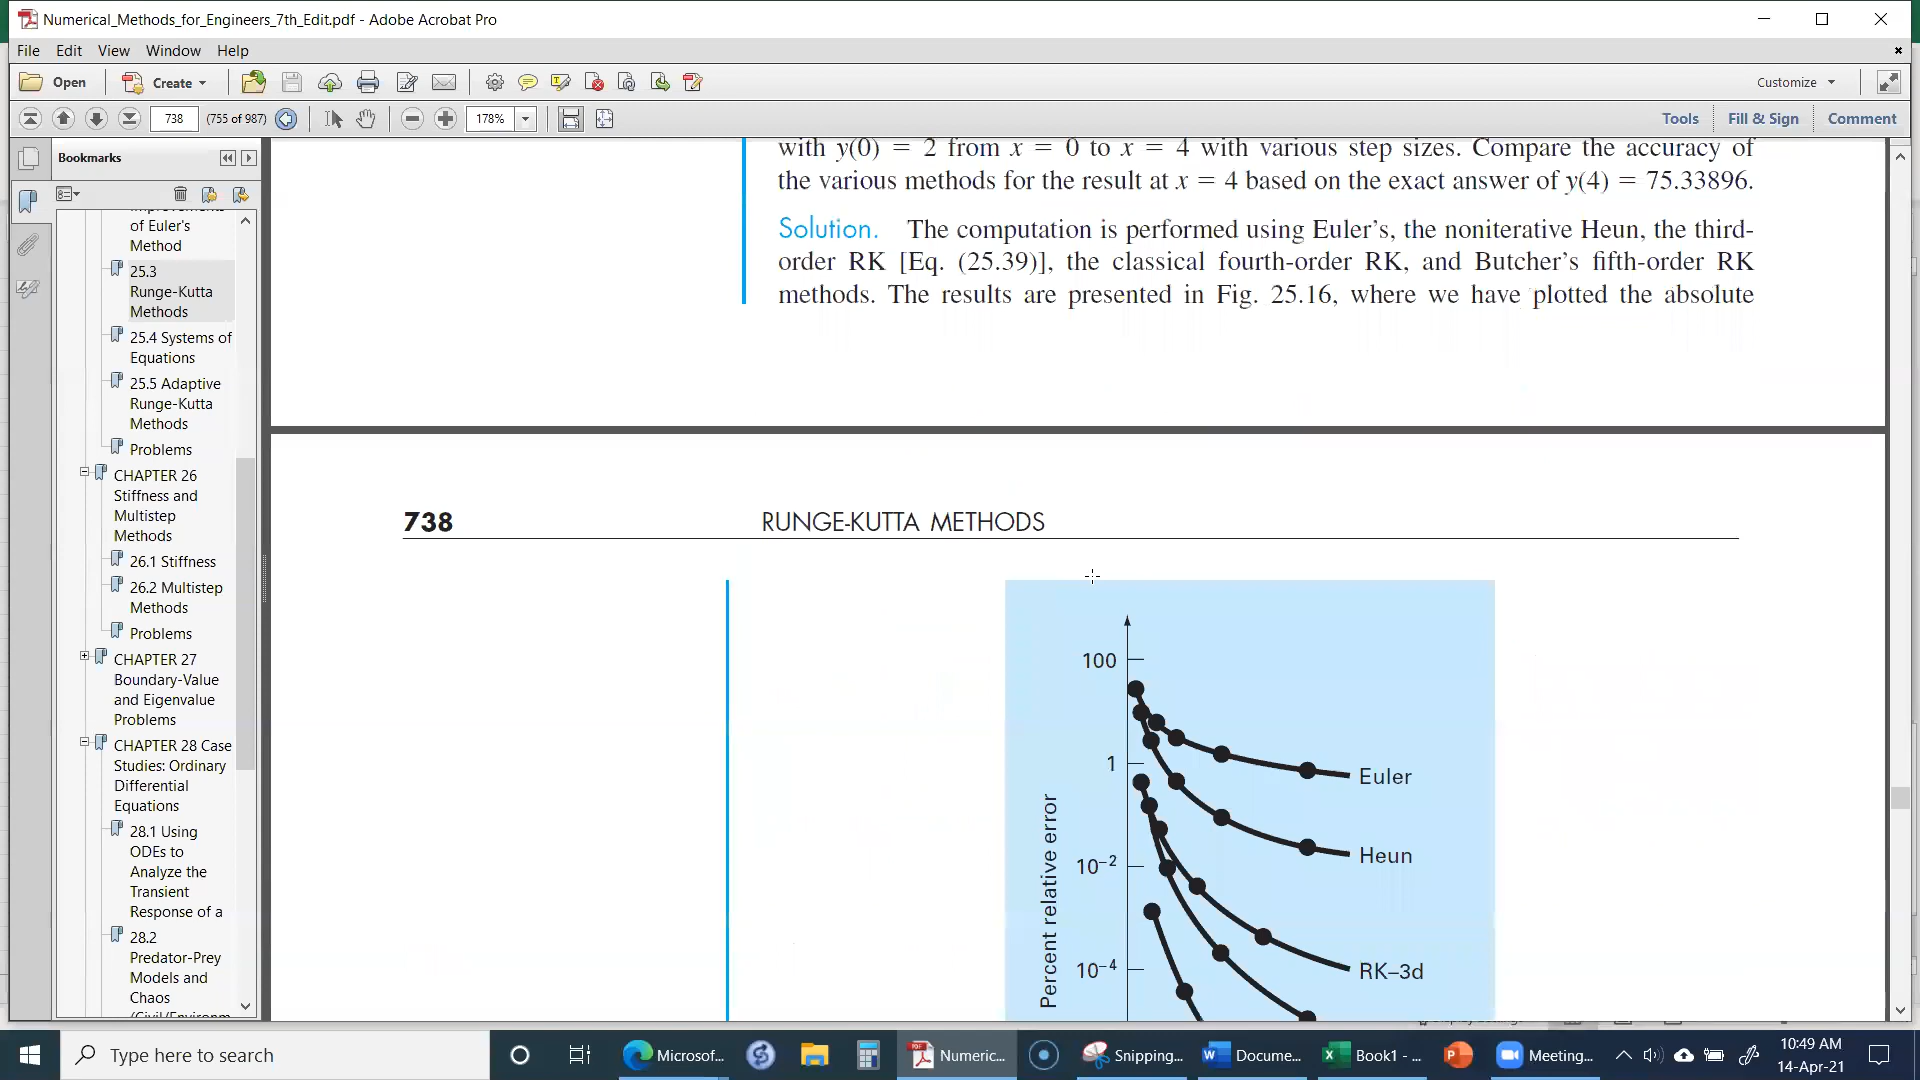 Numerical_Methods_for_Engineers_7th_Edit.pdf - Adobe Acrobat Pro
File Edit View Window Help
Open Create Customize
738 (755 of 987) 178% Tools Fill & Sign Comment
Bookmarks
of Euler's
Method
25.3
Runge-Kutta
Methods
25.4 Systems of
Equations
25.5 Adaptive
Runge-Kutta
Methods
Problems
CHAPTER 26
Stiffness and
Multistep
Methods
26.1 Stiffness
26.2 Multistep
Methods
Problems
CHAPTER 27
Boundary-Value
and Eigenvalue
Problems
CHAPTER 28 Case
Studies: Ordinary
Differential
Equations
28.1 Using
ODEs to
Analyze the
Transient
Response of a
28.2
Predator-Prey
Models and
Chaos
with y(0) = 2 from x = 0 to x = 4 with various step sizes. Compare the accuracy of
the various methods for the result at x = 4 based on the exact answer of y(4) = 75.33896.
Solution. The computation is performed using Euler's, the noniterative Heun, the third-
order RK [Eq. (25.39)], the classical fourth-order RK, and Butcher's fifth-order RK
methods. The results are presented in Fig. 25.16, where we have plotted the absolute
738 RUNGE-KUTTA METHODS
100
1
10⁻²
10⁻⁴
Percent relative error
Euler
Heun
RK–3d
Type here to search
Microsof...
Numeric...
Snipping...
Docume...
Book1 - ...
Meeting...
10:49 AM
14-Apr-21